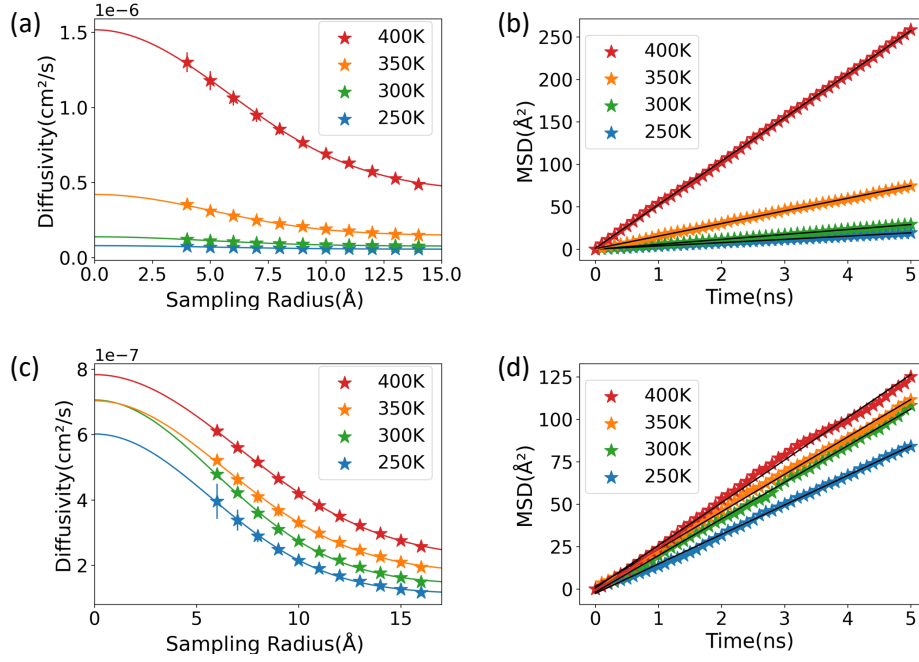 (a)
1e−6
Diffusivity(cm²/s)
1.5
1.0
0.5
0.0
400K
350K
300K
250K
0.0 2.5 5.0 7.5 10.0 12.5 15.0
Sampling Radius(Å)
(b)
MSD(Å²)
250
200
150
100
50
0
400K
350K
300K
250K
0 1 2 3 4 5
Time(ns)
(c)
1e−7
Diffusivity(cm²/s)
8
6
4
2
400K
350K
300K
250K
0 5 10 15
Sampling Radius(Å)
(d)
MSD(Å²)
125
100
75
50
25
0
400K
350K
300K
250K
0 1 2 3 4 5
Time(ns)